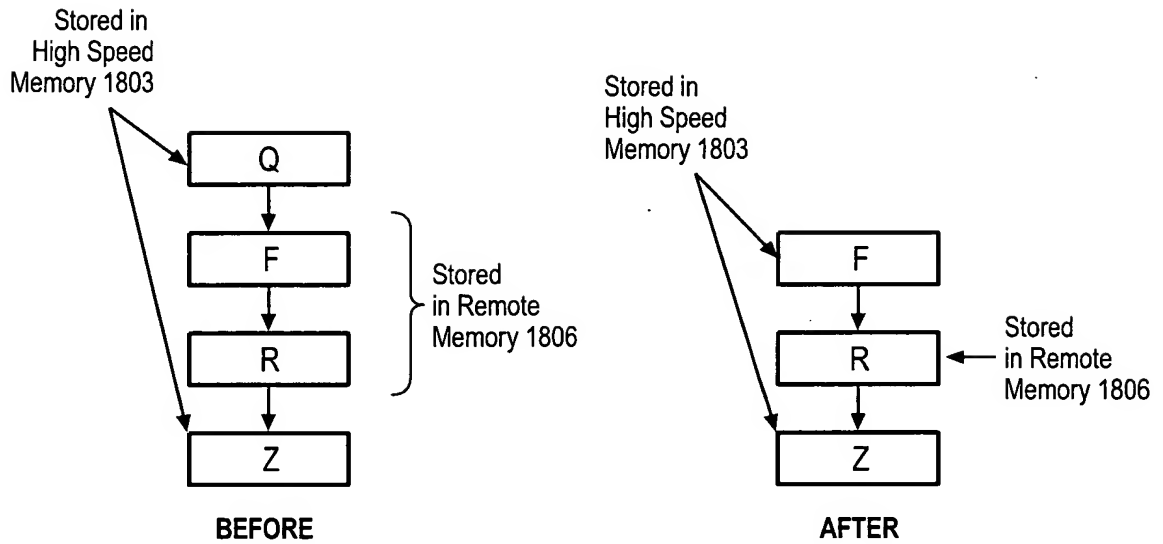 Stored in
High Speed
Memory 1803
Q
F
R
Z
Stored
in Remote
Memory 1806
BEFORE
Stored in
High Speed
Memory 1803
F
R
Z
Stored
in Remote
Memory 1806
AFTER